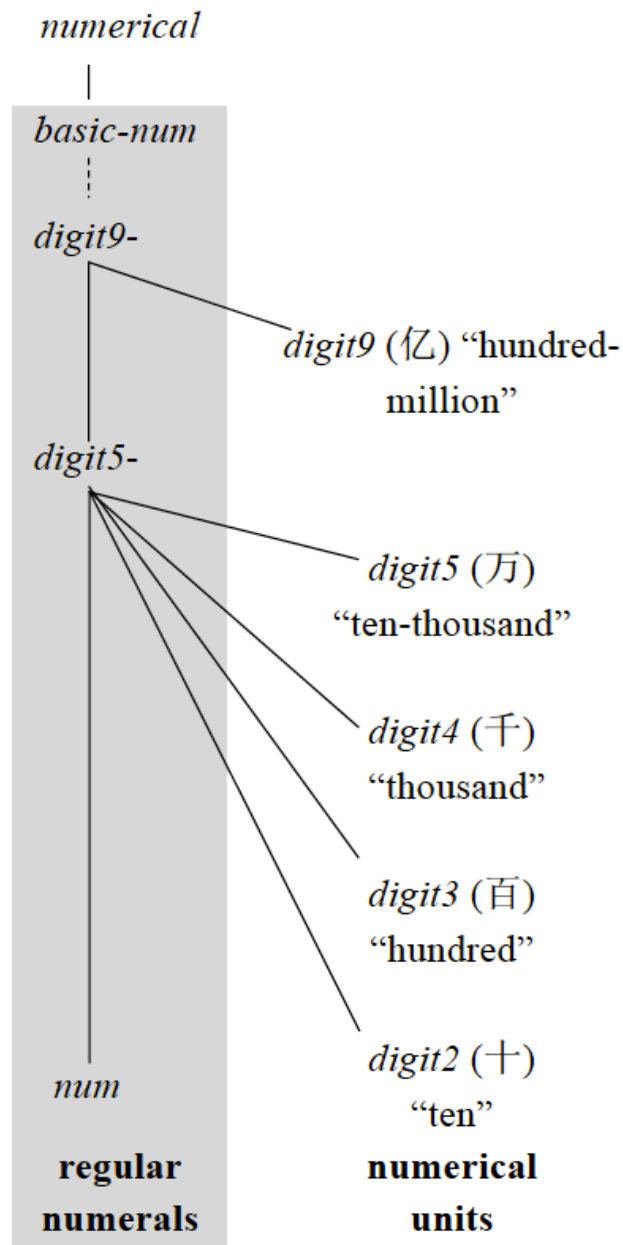 numerical
basic-num
digit9-
digit9 (亿) “hundred-
million”
digit5-
digit5 (万)
“ten-thousand”
digit4 (千)
“thousand”
digit3 (百)
“hundred”
digit2 (十)
“ten”
num
regular
numerals
numerical
units